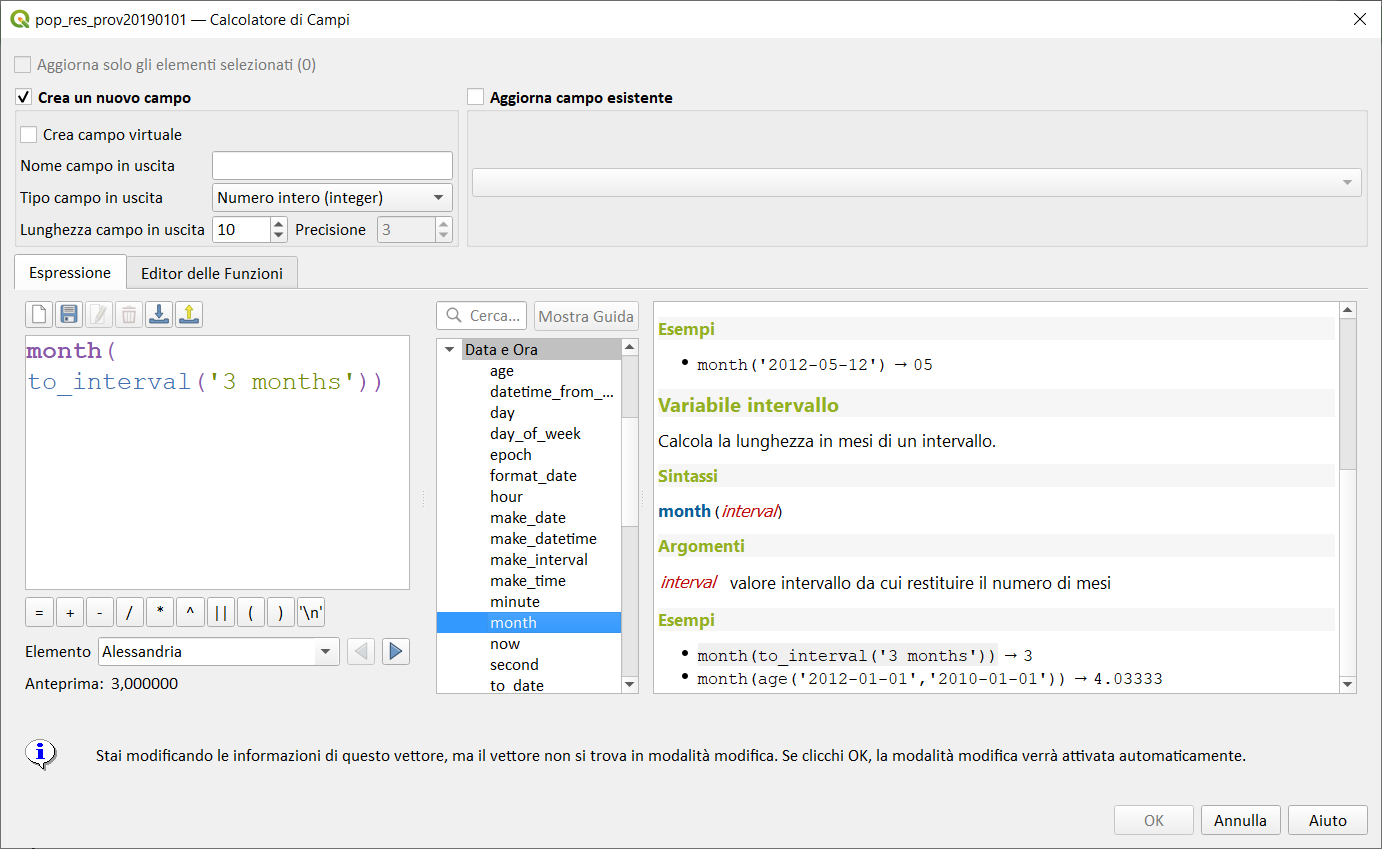 pop_res_prov20190101 — Calcolatore di Campi
Aggiorna solo gli elementi selezionati (0)
Crea un nuovo campo
Aggiorna campo esistente
Crea campo virtuale
Nome campo in uscita
Tipo campo in uscita Numero intero (integer)
Lunghezza campo in uscita 10 Precisione 3
Espressione Editor delle Funzioni
month(
to_interval('3 months'))
= + - / * ^ || ( ) '\n'
Elemento Alessandria
Anteprima: 3,000000
Cerca... Mostra Guida
Data e Ora
age
datetime_from_...
day
day_of_week
epoch
format_date
hour
make_date
make_datetime
make_interval
make_time
minute
month
now
second
to_date
Esempi
• month('2012-05-12') → 05
Variabile intervallo
Calcola la lunghezza in mesi di un intervallo.
Sintassi
month(interval)
Argomenti
interval valore intervallo da cui restituire il numero di mesi
Esempi
• month(to_interval('3 months')) → 3
• month(age('2012-01-01','2010-01-01')) → 4.03333
Stai modificando le informazioni di questo vettore, ma il vettore non si trova in modalità modifica. Se clicchi OK, la modalità modifica verrà attivata automaticamente.
OK Annulla Aiuto